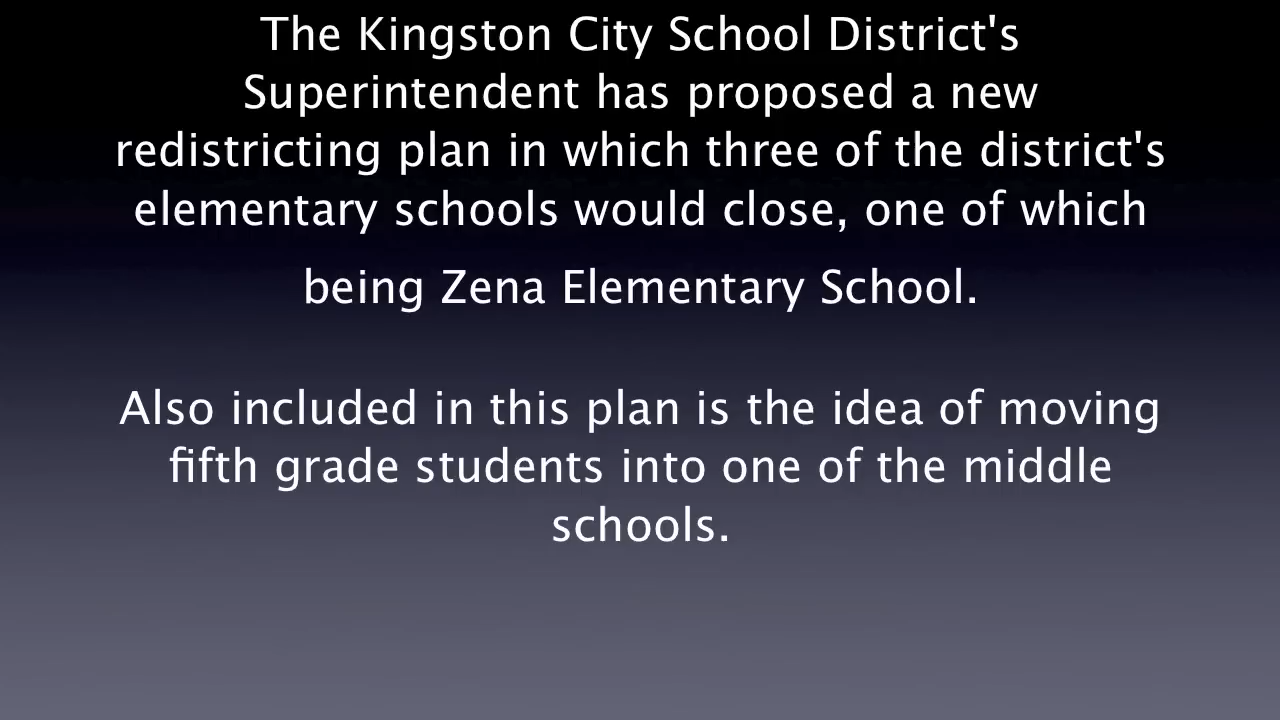 The Kingston City School District's
Superintendent has proposed a new
redistricting plan in which three of the district's
elementary schools would close, one of which
being Zena Elementary School.
Also included in this plan is the idea of moving
fifth grade students into one of the middle
schools.